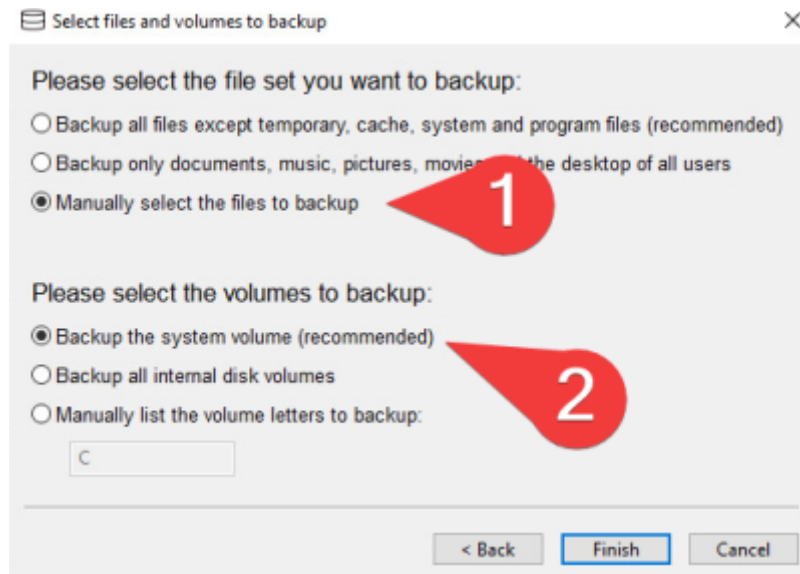 Select files and volumes to backup
Please select the file set you want to backup:
Backup all files except temporary, cache, system and program files (recommended)
Backup only documents, music, pictures, movies the desktop of all users
Manually select the files to backup
1
Please select the volumes to backup:
Backup the system volume (recommended)
Backup all internal disk volumes
2
Manually list the volume letters to backup:
C
< Back Finish Cancel